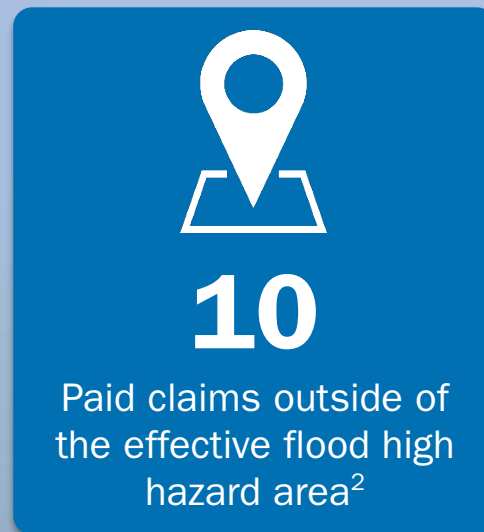 10
Paid claims outside of
the effective flood high
hazard area²